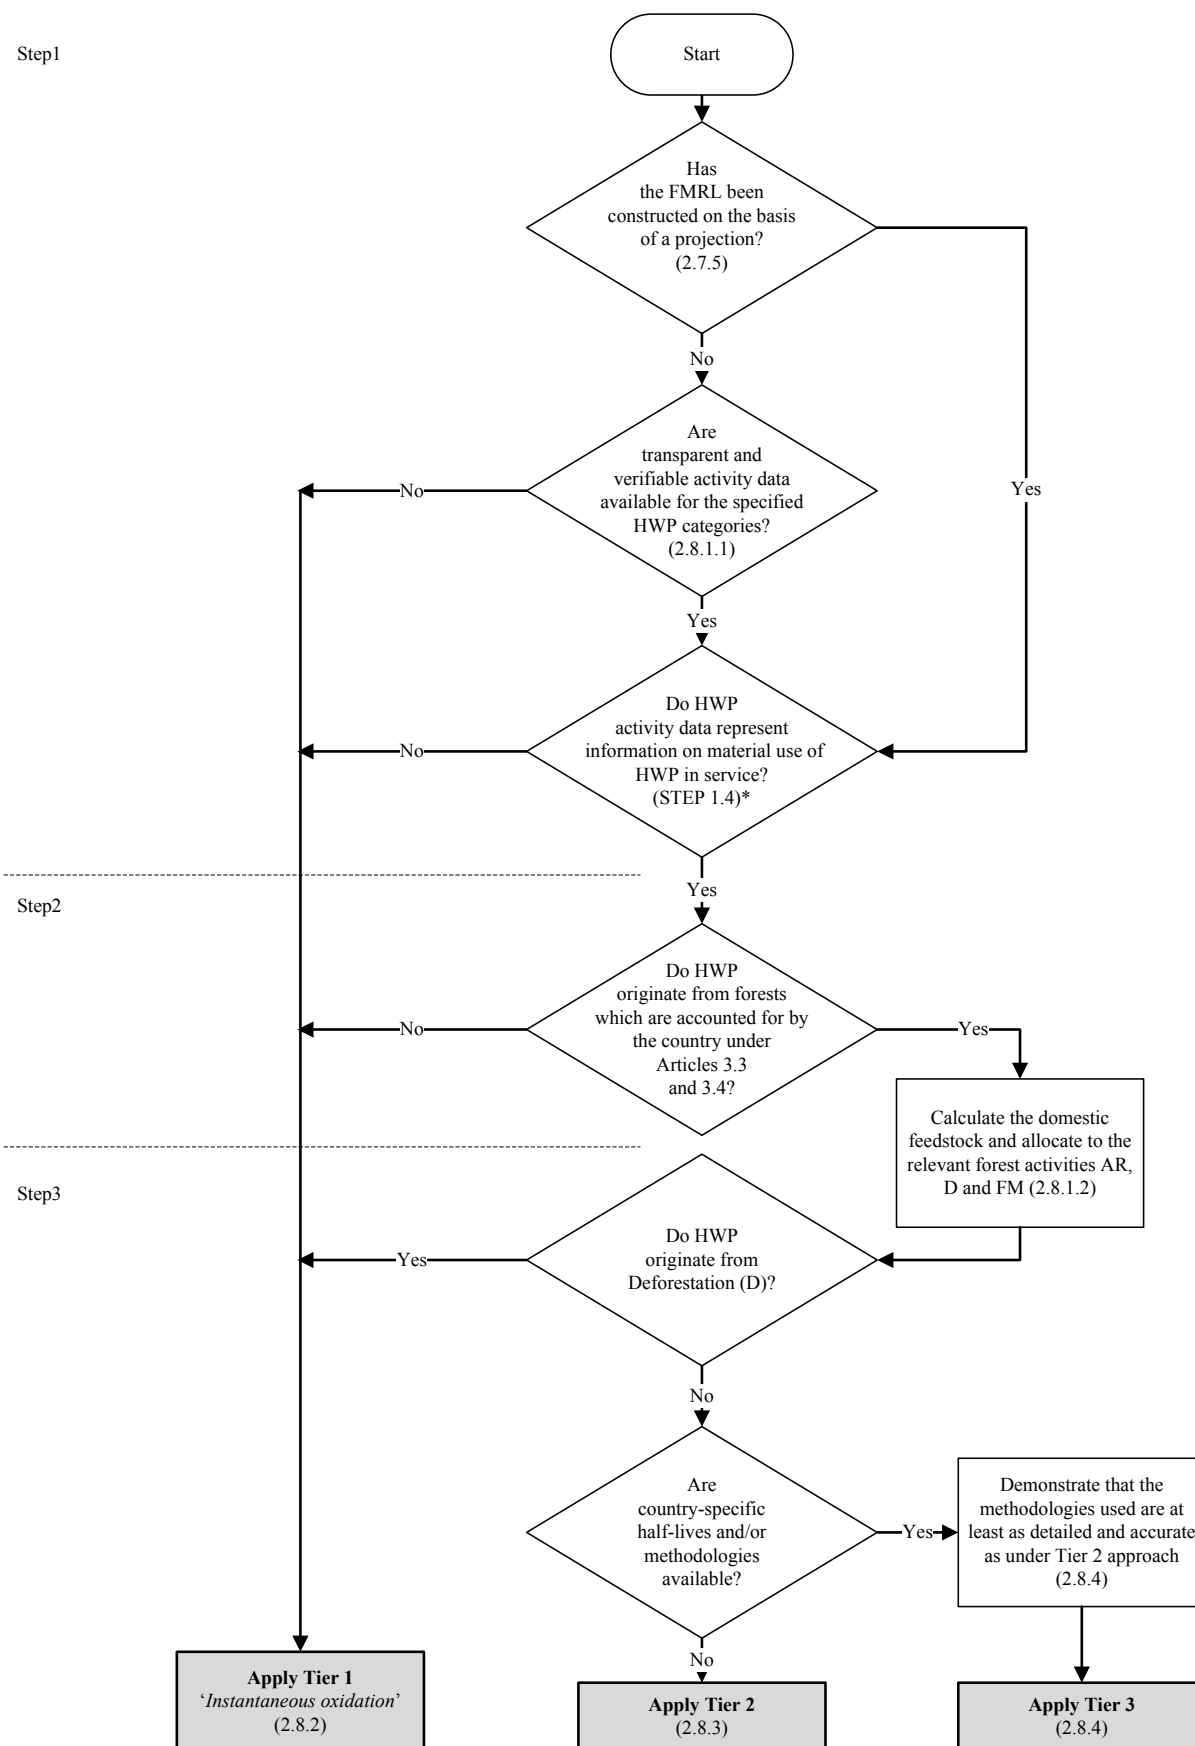 Step1
Start
Has
the FMRL been
constructed on the basis
of a projection?
(2.7.5)
No
Yes
Are
transparent and
verifiable activity data
available for the specified
HWP categories?
(2.8.1.1)
No
Yes
Do HWP
activity data represent
information on material use of
HWP in service?
(STEP 1.4)*
No
Yes
Step2
Do HWP
originate from forests
which are accounted for by
the country under
Articles 3.3
and 3.4?
No
Yes
Calculate the domestic
feedstock and allocate to the
relevant forest activities AR,
D and FM (2.8.1.2)
Step3
Do HWP
originate from
Deforestation (D)?
Yes
No
Are
country-specific
half-lives and/or
methodologies
available?
Yes
Demonstrate that the
methodologies used are at
least as detailed and accurate
as under Tier 2 approach
(2.8.4)
No
Apply Tier 1
‘Instantaneous oxidation’
(2.8.2)
Apply Tier 2
(2.8.3)
Apply Tier 3
(2.8.4)